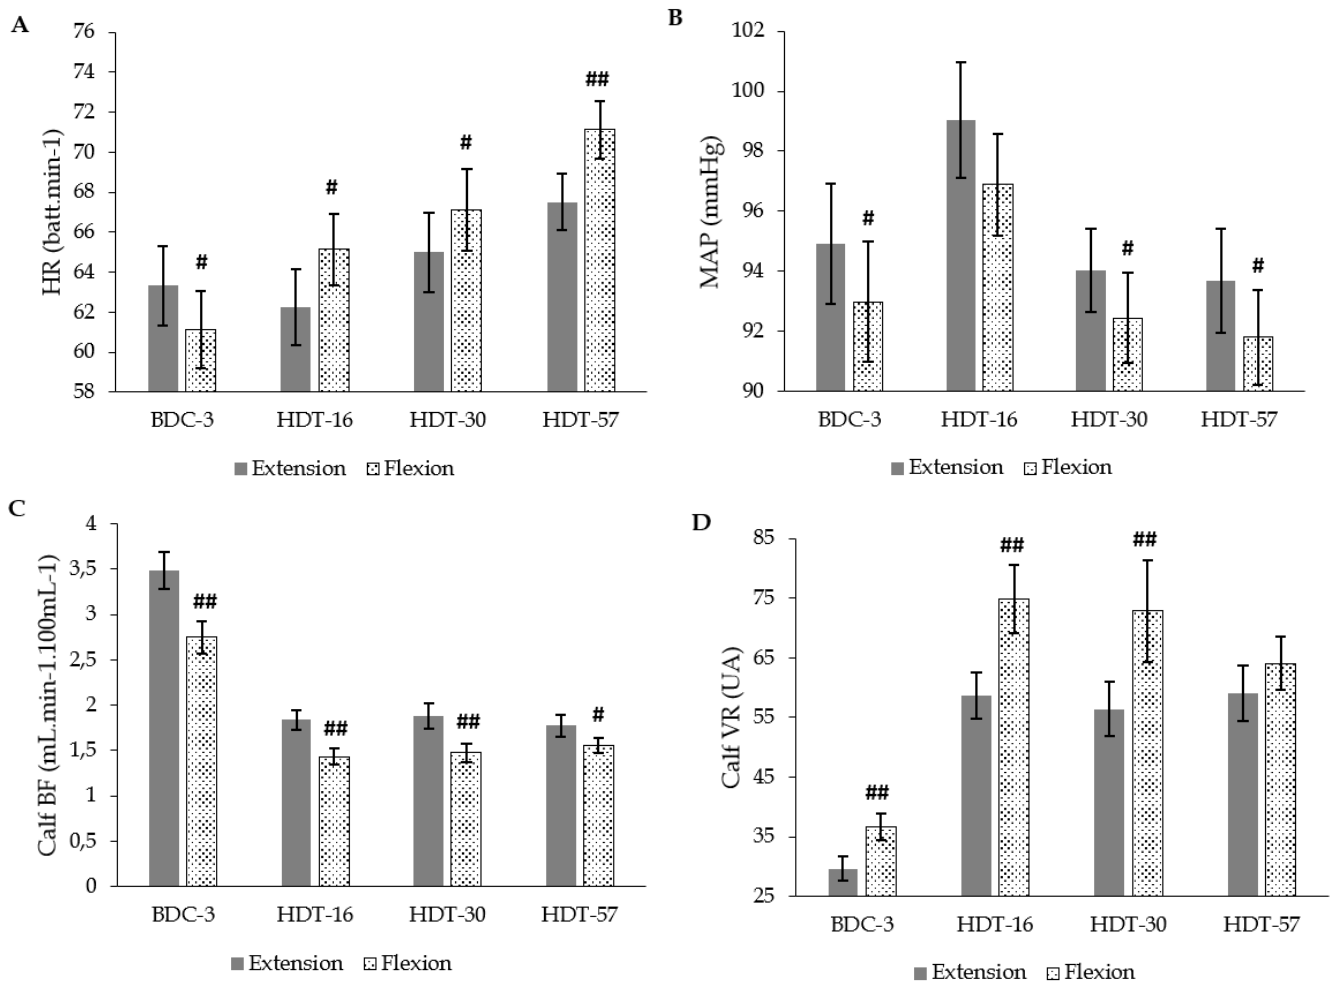 A
HR (batt.min-1)
76
74
72
70
68
66
64
62
60
58
#
#
#
##
BDC-3 HDT-16 HDT-30 HDT-57
Extension Flexion
B
MAP (mmHg)
102
100
98
96
94
92
90
#
#
#
BDC-3 HDT-16 HDT-30 HDT-57
Extension Flexion
C
Calf BF (mL.min-1.100mL-1)
4
3,5
3
2,5
2
1,5
1
0,5
0
##
##
##
#
BDC-3 HDT-16 HDT-30 HDT-57
Extension Flexion
D
Calf VR (UA)
85
75
65
55
45
35
25
##
##
##
BDC-3 HDT-16 HDT-30 HDT-57
Extension Flexion